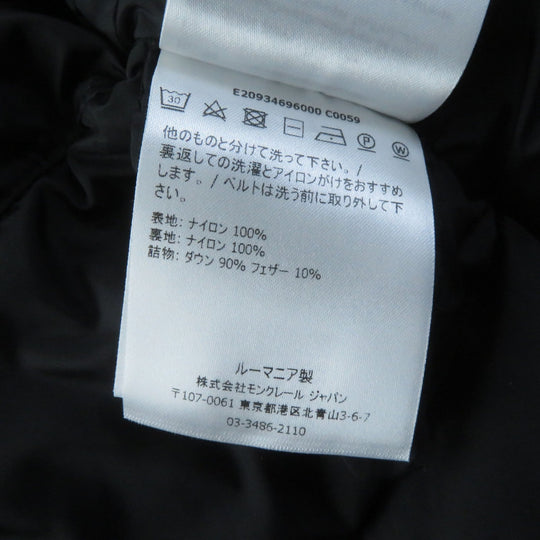 E20934696000 C0059
30
P
W
他のものと分けて洗って下さい。/
裏返しての洗濯とアイロンがけをおすすめ
します。/ベルトは洗う前に取り外して下
さい。
表地: ナイロン 100%
裏地: ナイロン 100%
詰物: ダウン 90% フェザー 10%
ルーマニア製
株式会社モンクレール ジャパン
〒107-0061 東京都港区北青山3-6-7
03-3486-2110